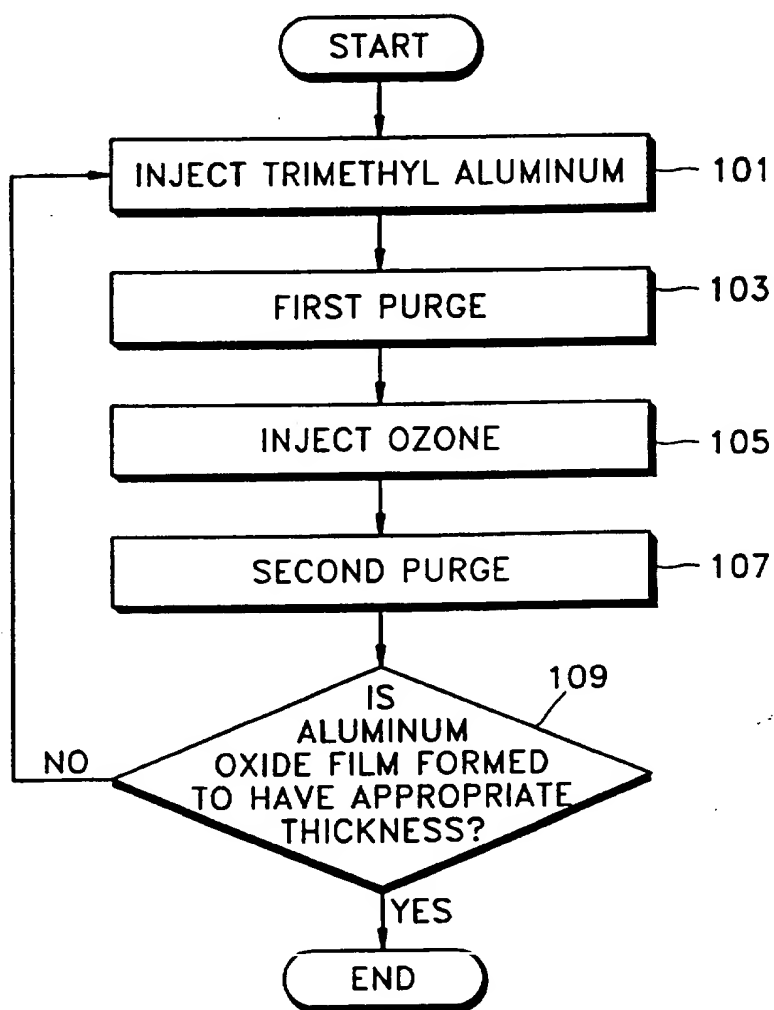 START
INJECT TRIMETHYL ALUMINUM
101
FIRST PURGE
103
INJECT OZONE
105
SECOND PURGE
107
109
IS
ALUMINUM
OXIDE FILM FORMED
TO HAVE APPROPRIATE
THICKNESS?
NO
YES
END